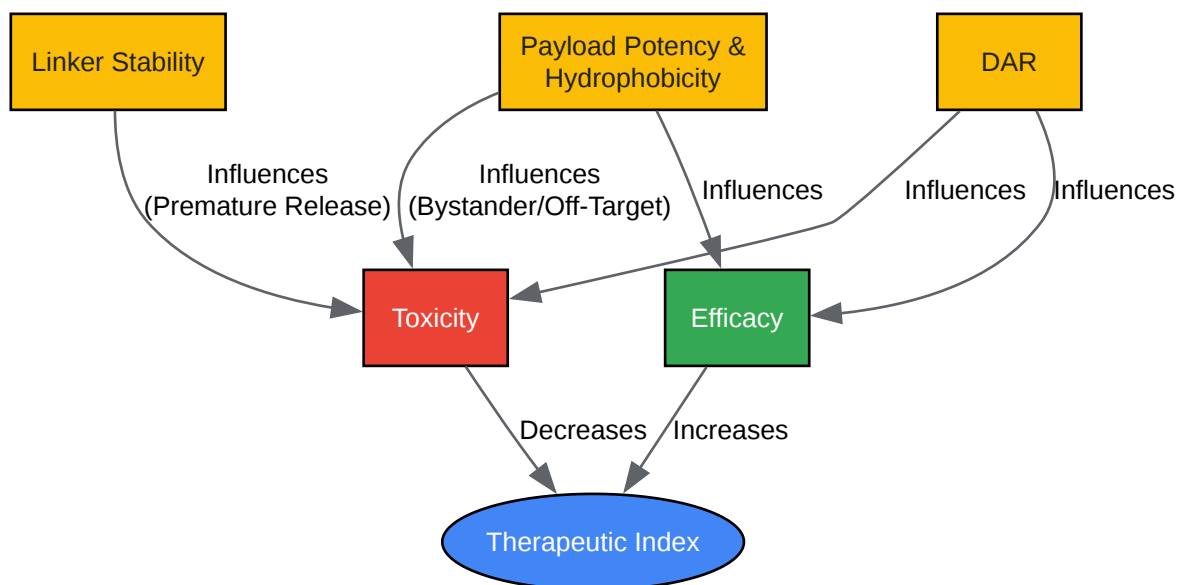 Linker Stability
Payload Potency &
Hydrophobicity
DAR
Influences
(Premature Release)
Influences
(Bystander/Off-Target)
Influences
Influences
Influences
Toxicity
Efficacy
Decreases
Increases
Therapeutic Index